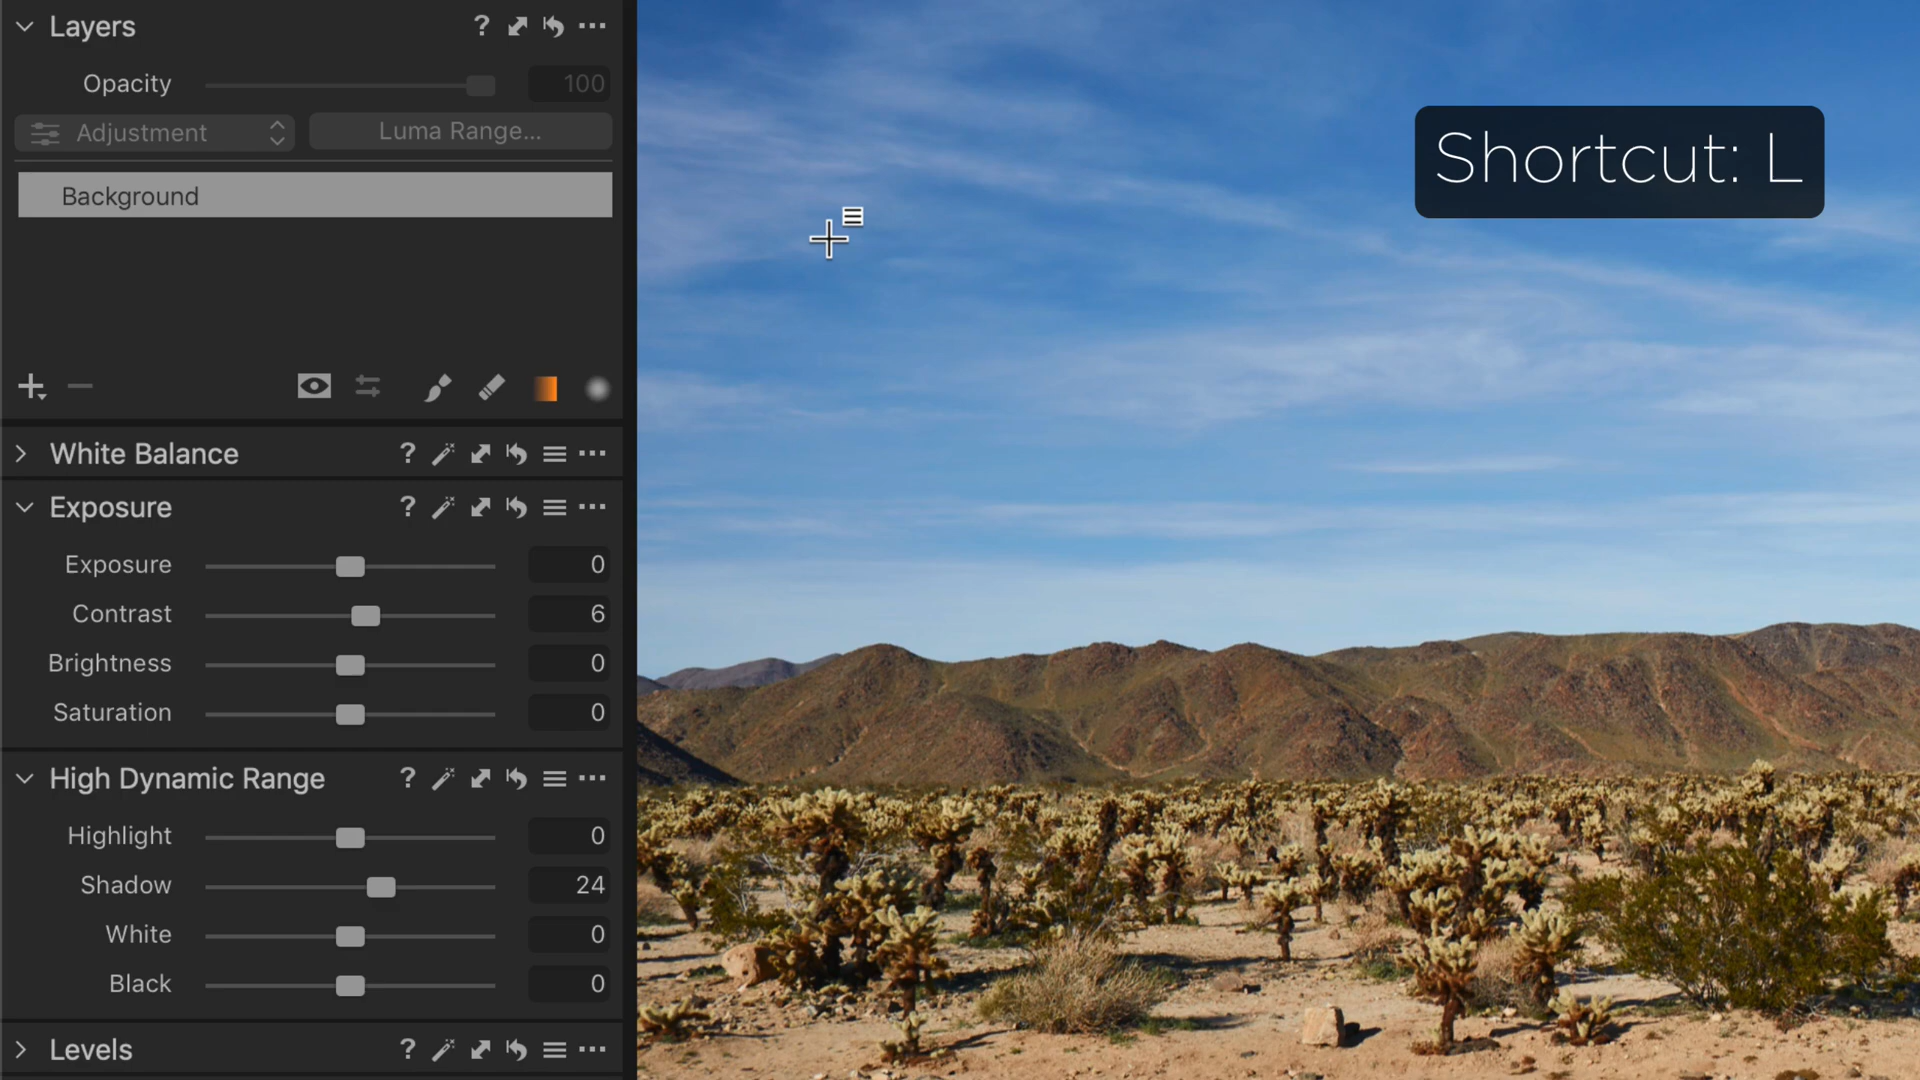 Layers ? ...
Opacity 100
Adjustment Luma Range...
Shortcut: L
Background
White Balance ? ...
Exposure ? ...
Exposure 0
Contrast 6
Brightness 0
Saturation 0
High Dynamic Range ? ...
Highlight 0
Shadow 24
White 0
Black 0
Levels ? ...